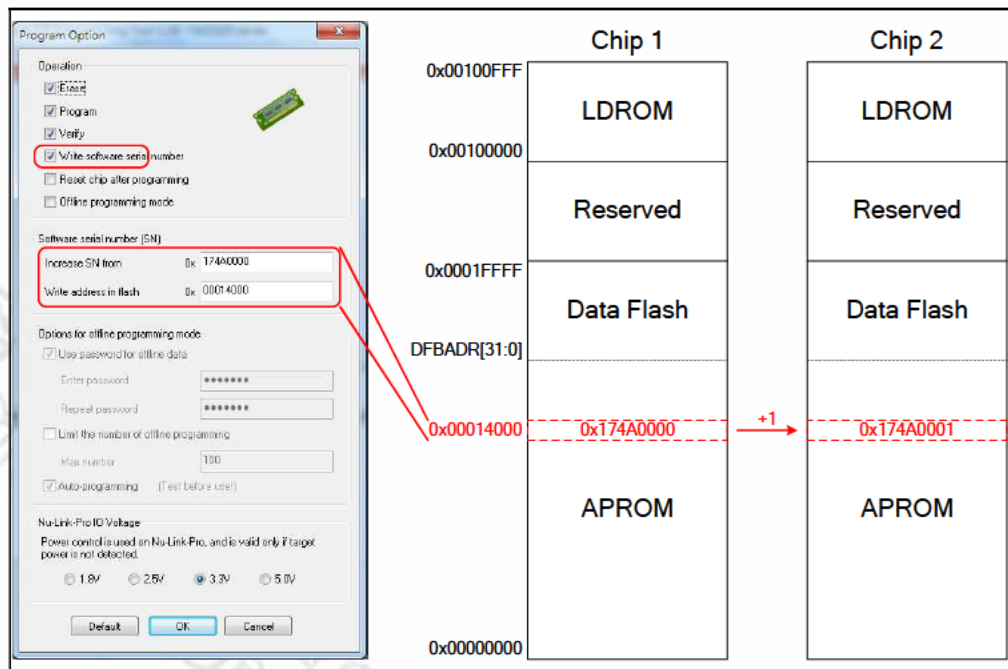 Program Option
Operation
Erase
Program
Verify
Write software serial number
Reset chip after programming
Offline programming mode
Software serial number (SN)
Increase SN from 0x 174A0000
Write address in flash 0x 00014000
Options for offline programming mode
Use password for offline data
Enter password •••••••
Repeat password •••••••
Limit the number of offline programming
Max number 100
Auto-programming (Test before use!)
Nu-Link-Pro IO Voltage
Power control is used on Nu-Link-Pro, and is valid only if target
power is not detected.
1.8V 2.5V 3.3V 5.0V
Default OK Cancel
Chip 1 Chip 2
0x00100FFF
LDROM LDROM
0x00100000
Reserved Reserved
0x0001FFFF
Data Flash Data Flash
DFBADR[31:0]
0x00014000 0x174A0000 +1 0x174A0001
APROM APROM
0x00000000